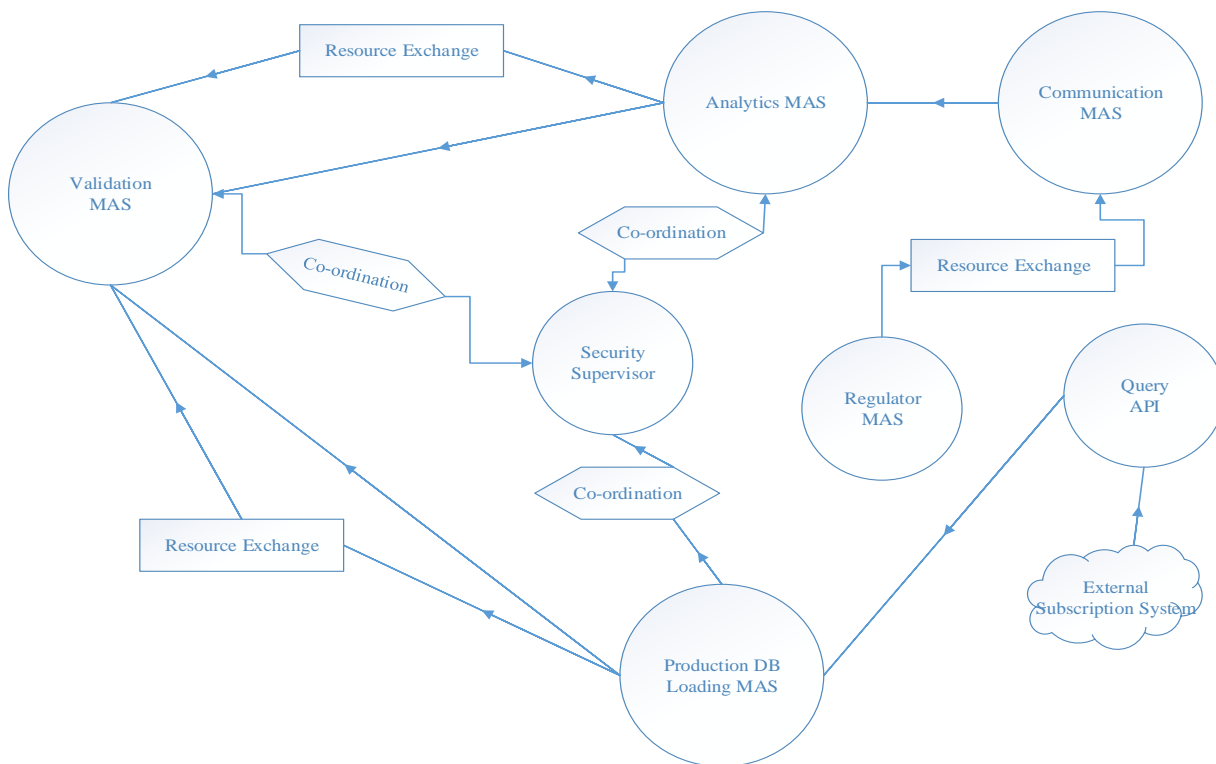 Resource Exchange
Analytics MAS
Communication
MAS
Validation
MAS
Co-ordination
Co-ordination
Resource Exchange
Security
Supervisor
Regulator
MAS
Query
API
Co-ordination
Resource Exchange
External
Subscription System
Production DB
Loading MAS